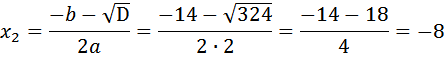 x₂ = (-b - √D)/(2a) = (-14 - √324)/(2 · 2) = (-14 - 18)/4 = -8